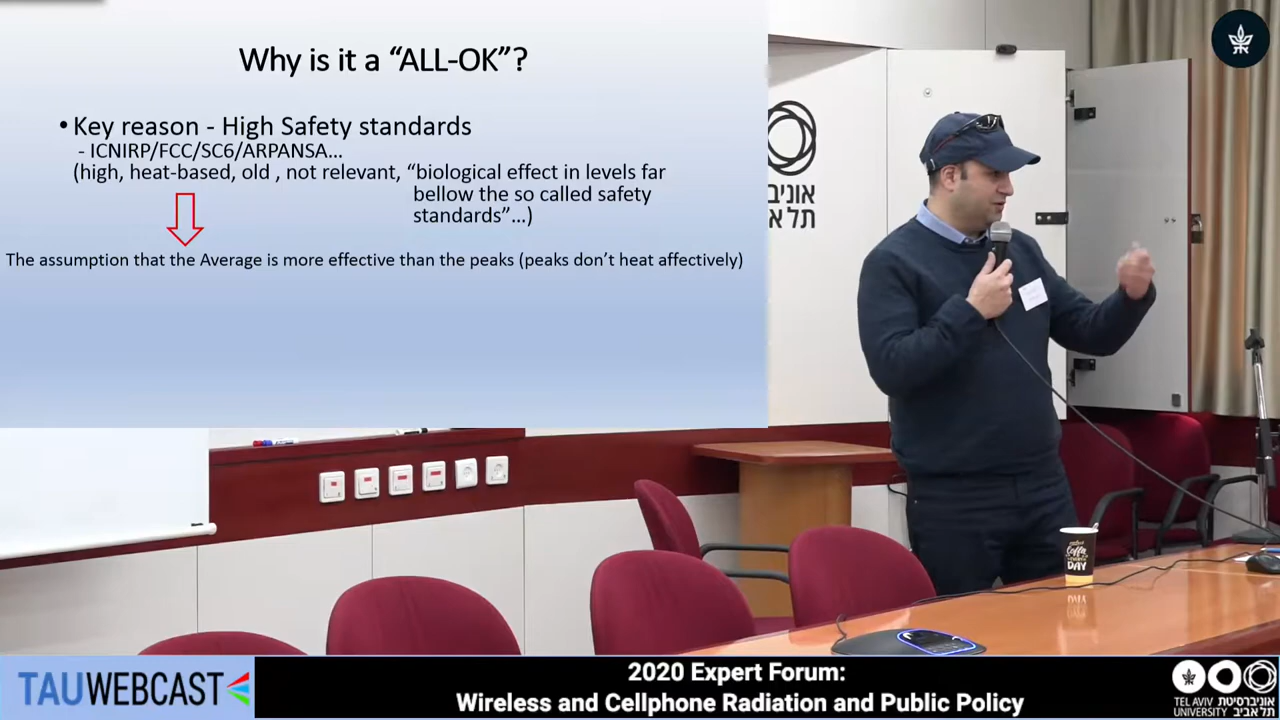 Why is it a “ALL-OK”?
• Key reason - High Safety standards
- ICNIRP/FCC/SC6/ARPANSA...
(high, heat-based, old , not relevant, “biological effect in levels far
bellow the so called safety
standards”...)
The assumption that the Average is more effective than the peaks (peaks don’t heat affectively)
אוניב
תל אב
DAY
TAUWEBCAST
2020 Expert Forum:
Wireless and Cellphone Radiation and Public Policy
TEL AVIV אוניברסיטת
UNIVERSITY תל אביב